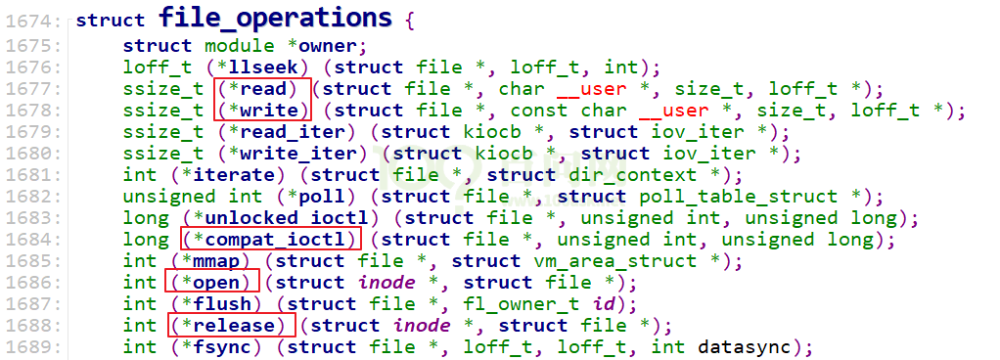 1674: struct file_operations {
1675: struct module *owner;
1676: loff_t (*llseek) (struct file *, loff_t, int);
1677: ssize_t (*read) (struct file *, char __user *, size_t, loff_t *);
1678: ssize_t (*write) (struct file *, const char __user *, size_t, loff_t *);
1679: ssize_t (*read_iter) (struct kiocb *, struct iov_iter *);
1680: ssize_t (*write_iter) (struct kiocb *, struct iov_iter *);
1681: int (*iterate) (struct file *, struct dir_context *);
1682: unsigned int (*poll) (struct file *, struct poll_table_struct *);
1683: long (*unlocked_ioctl) (struct file *, unsigned int, unsigned long);
1684: long (*compat_ioctl) (struct file *, unsigned int, unsigned long);
1685: int (*mmap) (struct file *, struct vm_area_struct *);
1686: int (*open) (struct inode *, struct file *);
1687: int (*flush) (struct file *, fl_owner_t id);
1688: int (*release) (struct inode *, struct file *);
1689: int (*fsync) (struct file *, loff_t, loff_t, int datasync);